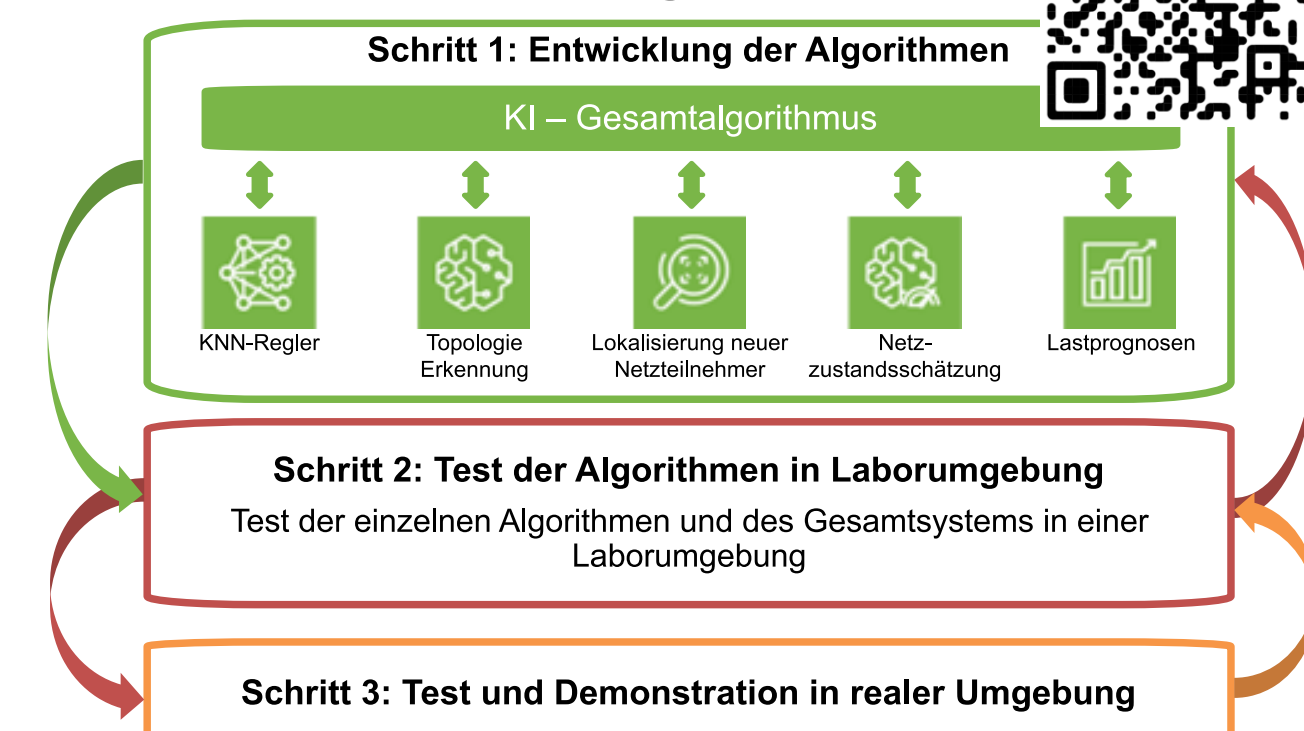 Schritt 1: Entwicklung der Algorithmen
KI – Gesamtalgorithmus
KNN-Regler
Topologie
Erkennung
Lokalisierung neuer
Netzteilnehmer
Netz-
zustandsschätzung
Lastprognosen
Schritt 2: Test der Algorithmen in Laborumgebung
Test der einzelnen Algorithmen und des Gesamtsystems in einer
Laborumgebung
Schritt 3: Test und Demonstration in realer Umgebung